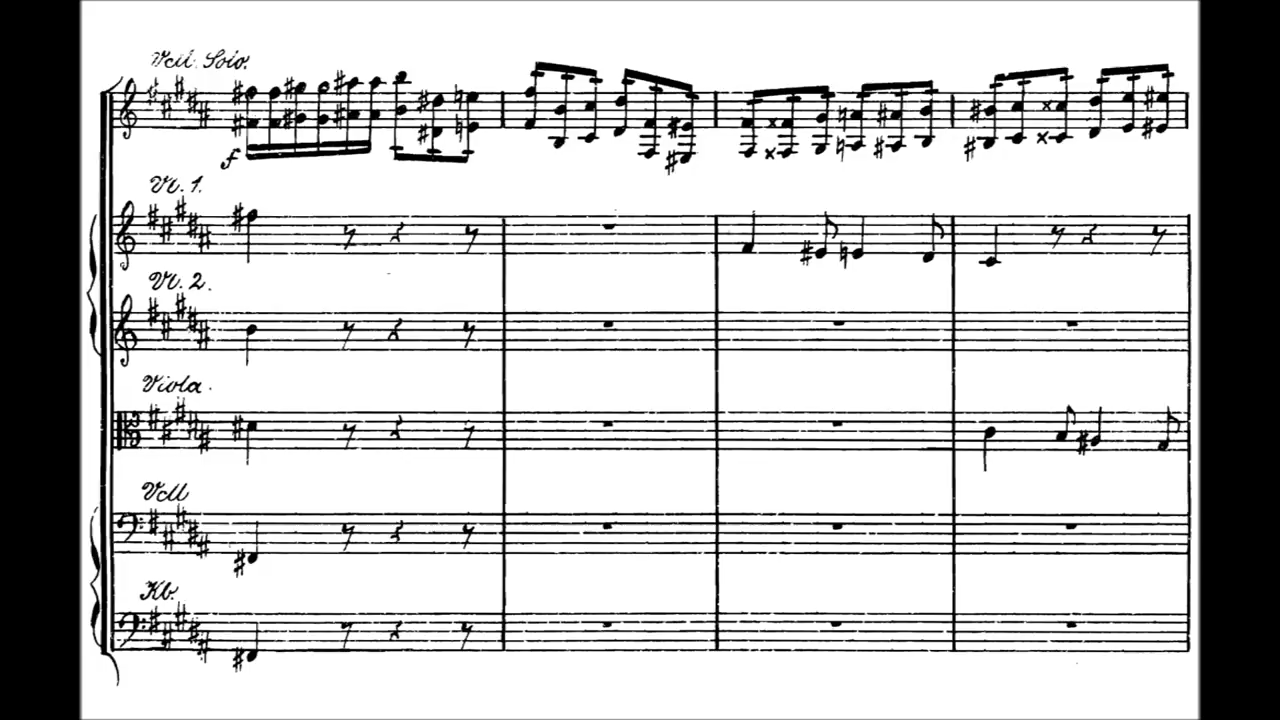 Vcll. Solo.
f
Vl. 1.
Vl. 2.
Viola.
Vcll
Kb.